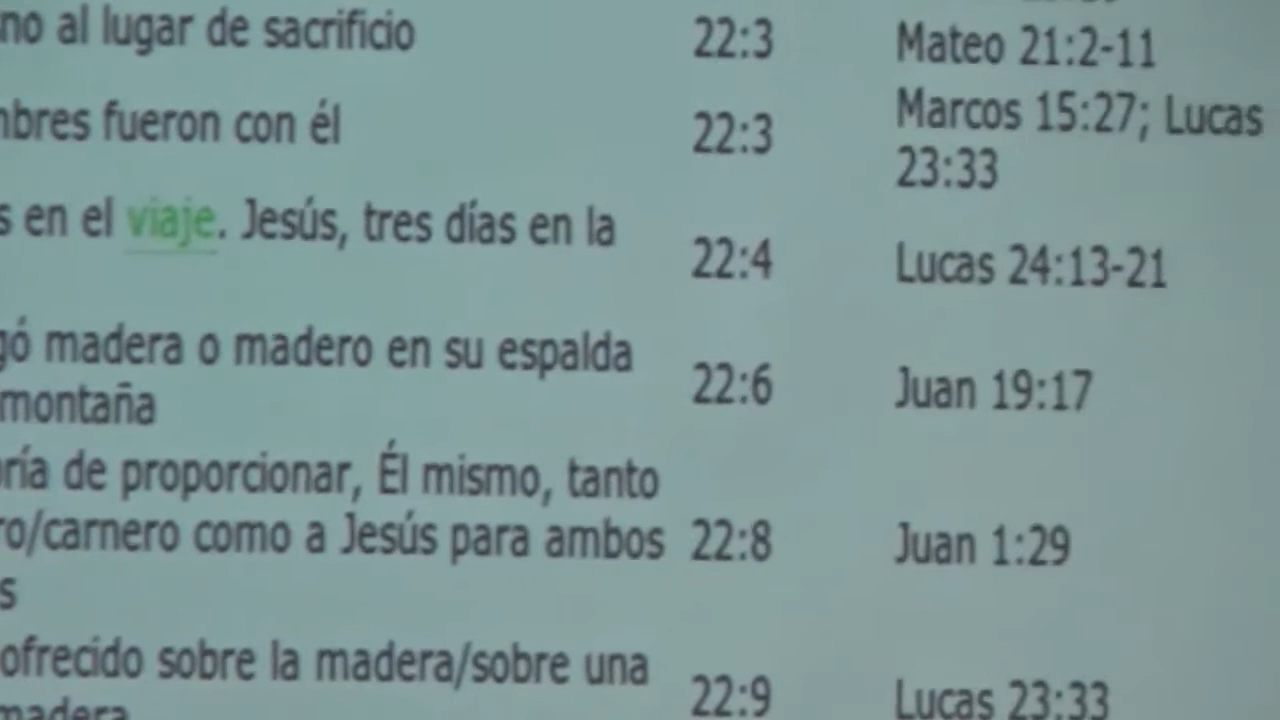 no al lugar de sacrificio 22:3 Mateo 21:2-11
mbres fueron con él 22:3 Marcos 15:27; Lucas
23:33
s en el viaje. Jesús, tres días en la
22:4 Lucas 24:13-21
gó madera o madero en su espalda
22:6 Juan 19:17
montaña
ría de proporcionar, Él mismo, tanto
ro/carnero como a Jesús para ambos 22:8 Juan 1:29
s
ofrecido sobre la madera/sobre una
22:9 Lucas 23:33
madera